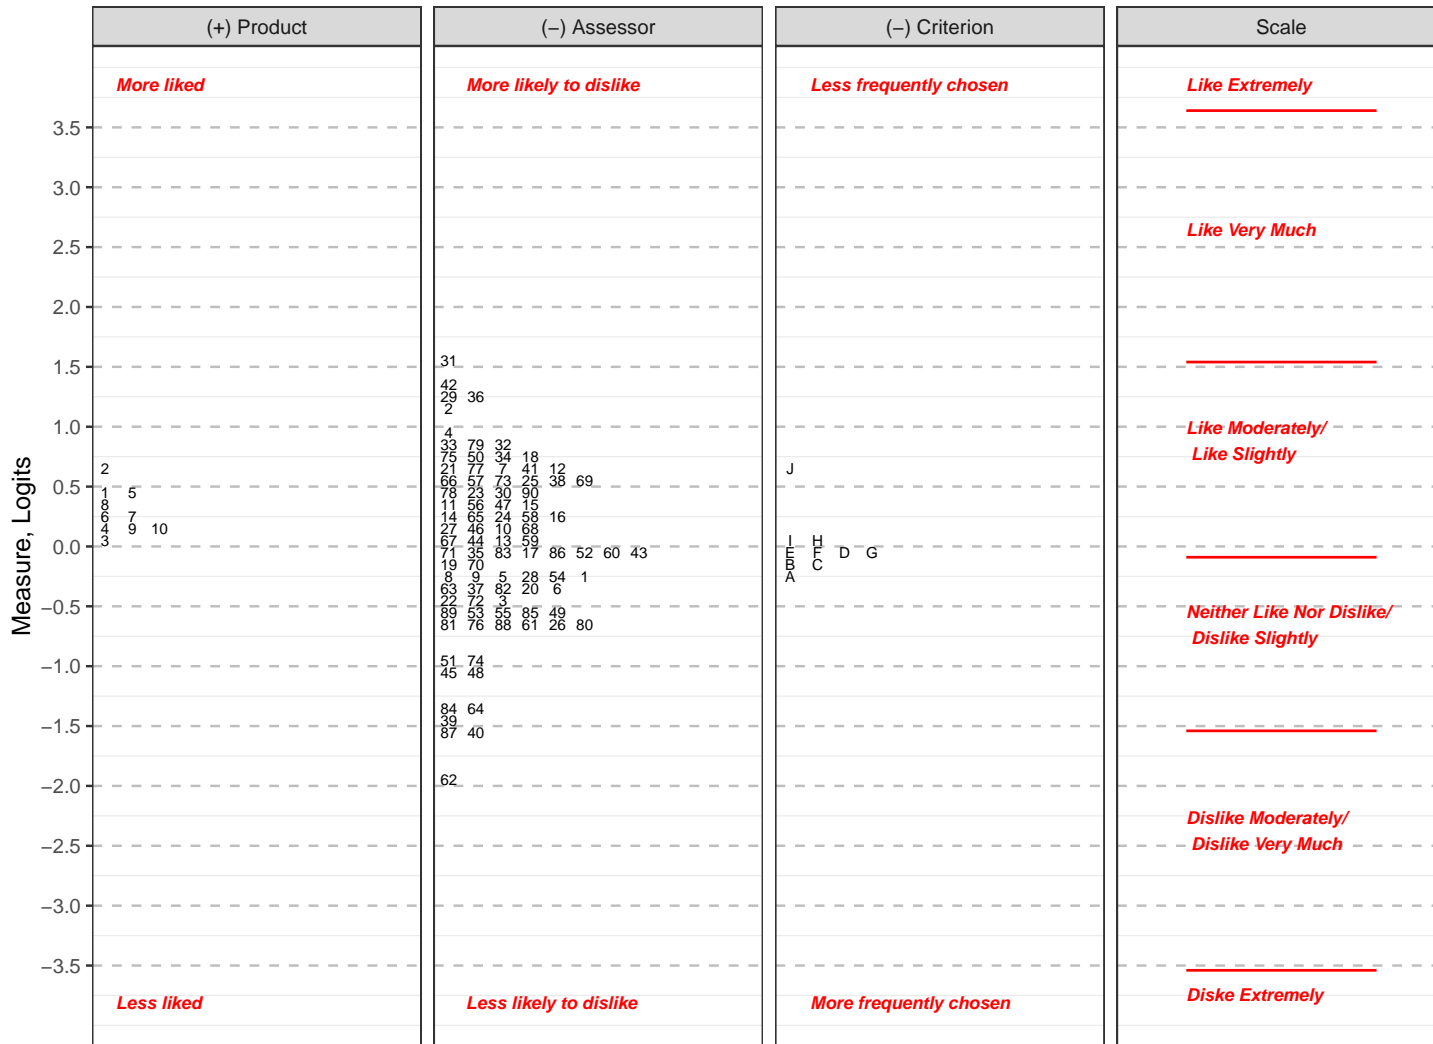 (+) Product
(−) Assessor
(−) Criterion
Scale
More liked
More likely to dislike
Less frequently chosen
Like Extremely
Measure, Logits
3.5
3.0
2.5
2.0
1.5
1.0
0.5
0.0
−0.5
−1.0
−1.5
−2.0
−2.5
−3.0
−3.5
2
1 5
8
6 7
4 9 10
3
Less liked
31
42
29 36
2
4
33 79 32
75 50 34 18
21 77 7 41 12
66 57 73 25 38 69
78 23 30 90
11 56 47 15
14 65 24 58 16
27 46 10 68
67 44 13 59
71 35 83 17 86 52 60 43
19 70
8 9 5 28 54 1
63 37 82 20 6
22 72 3
89 53 55 85 49
81 76 88 61 26 80
51 74
45 48
84 64
39
87 40
62
Less likely to dislike
J
I H
E F D G
B C
A
More frequently chosen
Like Very Much
Like Moderately/
Like Slightly
Neither Like Nor Dislike/
Dislike Slightly
Dislike Moderately/
Dislike Very Much
Diske Extremely